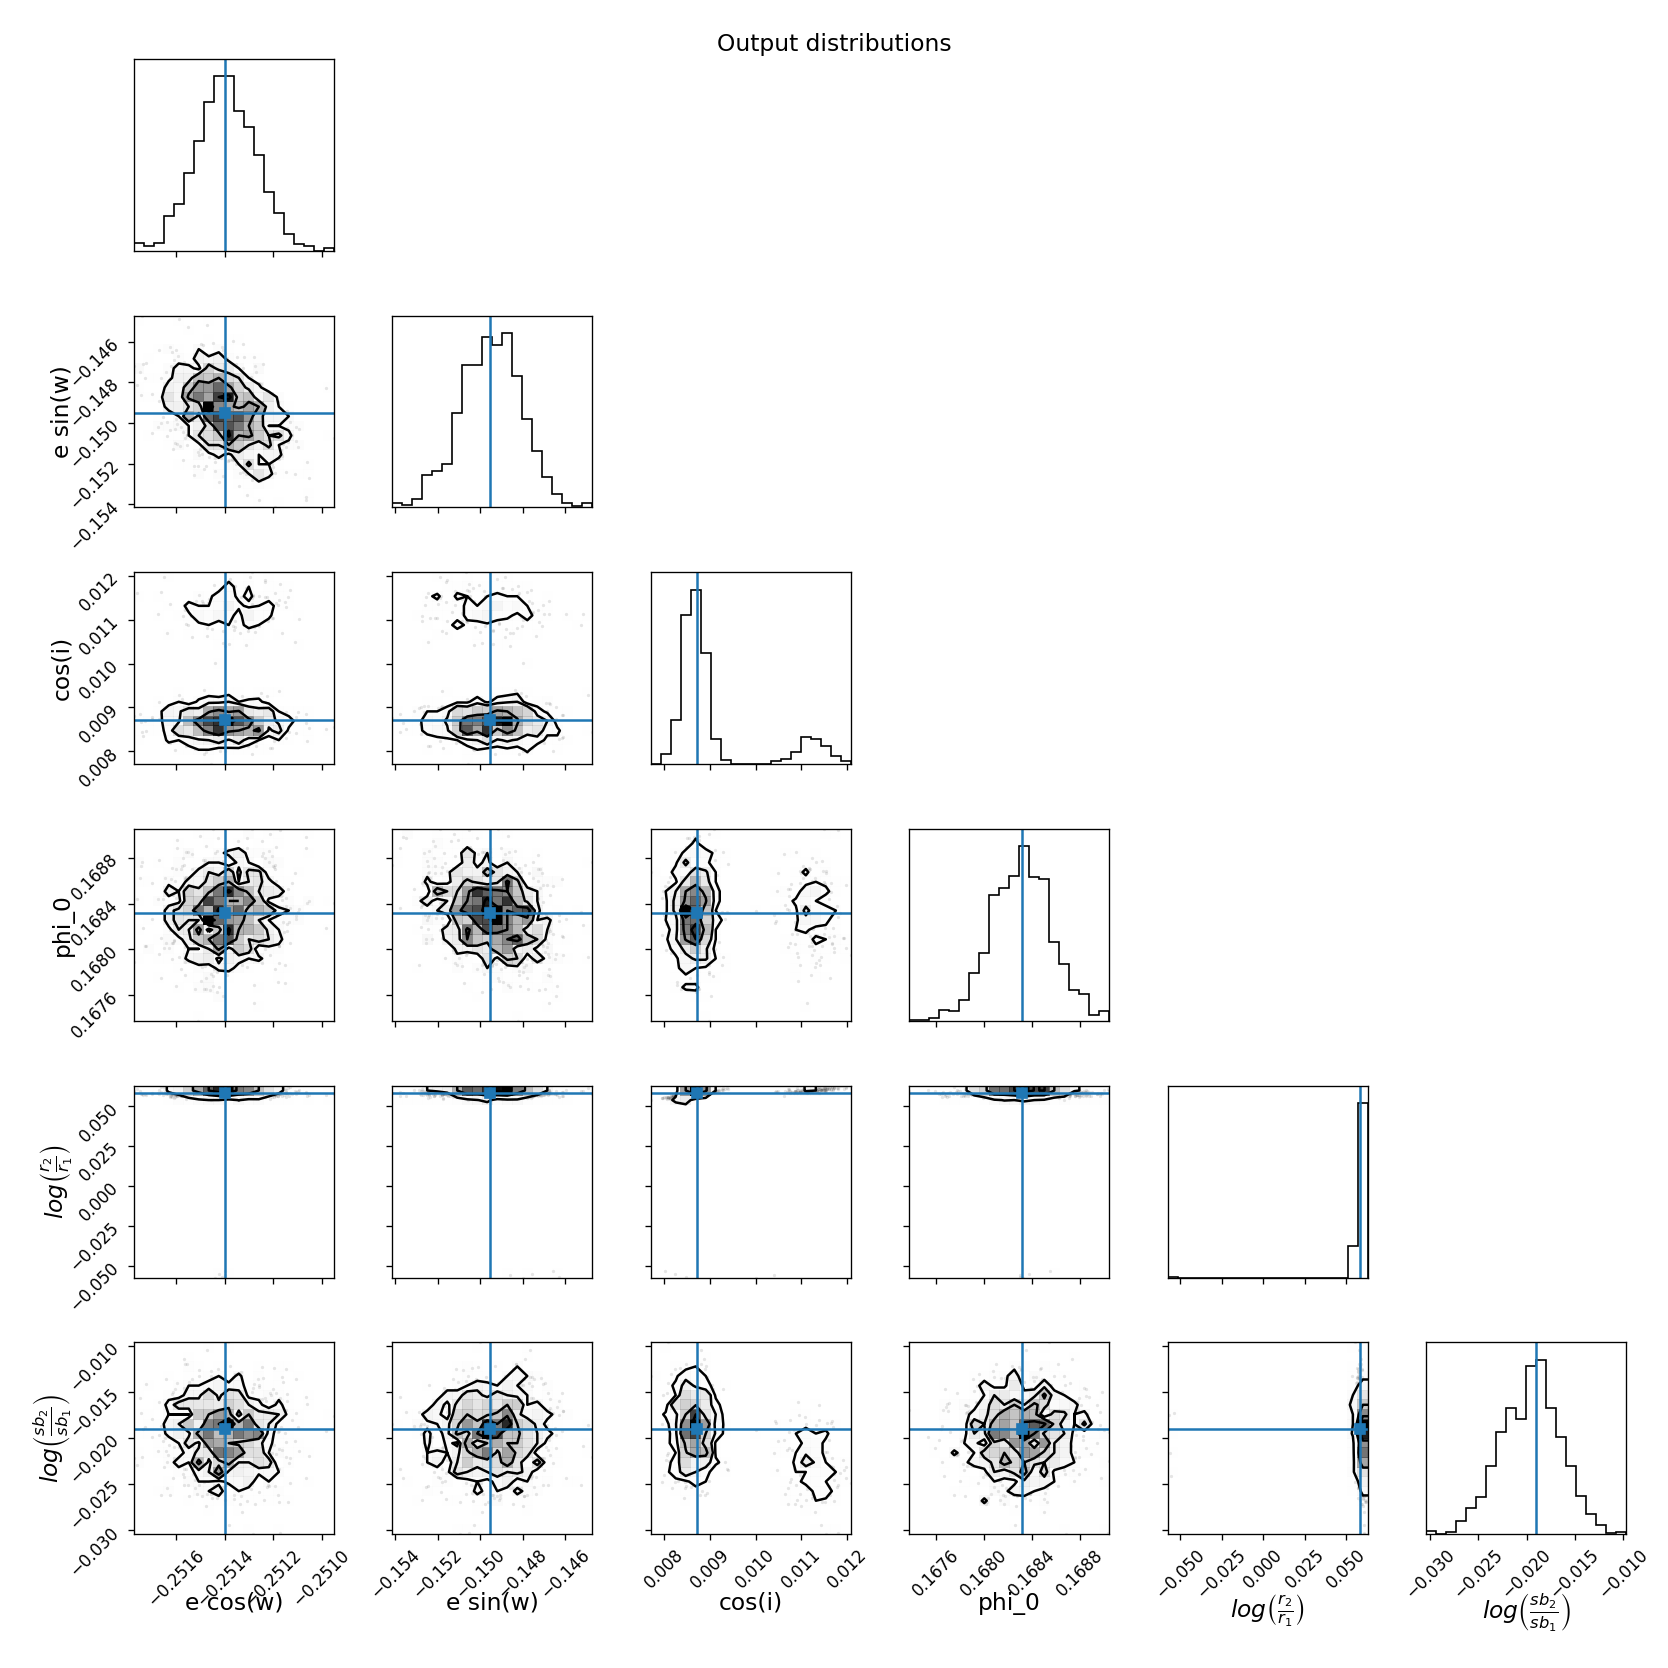 Output distributions
e sin(w)
−0.146
−0.148
−0.150
−0.152
−0.154
cos(i)
0.012
0.011
0.010
0.009
0.008
phi_0
0.1688
0.1684
0.1680
0.1676
log(r₂/r₁)
0.050
0.025
0.000
−0.025
−0.050
log(sb₂/sb₁)
−0.010
−0.015
−0.020
−0.025
−0.030
−0.2516 −0.2514 −0.2512 −0.2510
−0.154 −0.152 −0.150 −0.148 −0.146
0.008 0.009 0.010 0.011 0.012
0.1676 0.1680 0.1684 0.1688
−0.050 −0.025 0.000 0.025 0.050
−0.030 −0.025 −0.020 −0.015 −0.010
e cos(w)
e sin(w)
cos(i)
phi_0
log(r₂/r₁)
log(sb₂/sb₁)